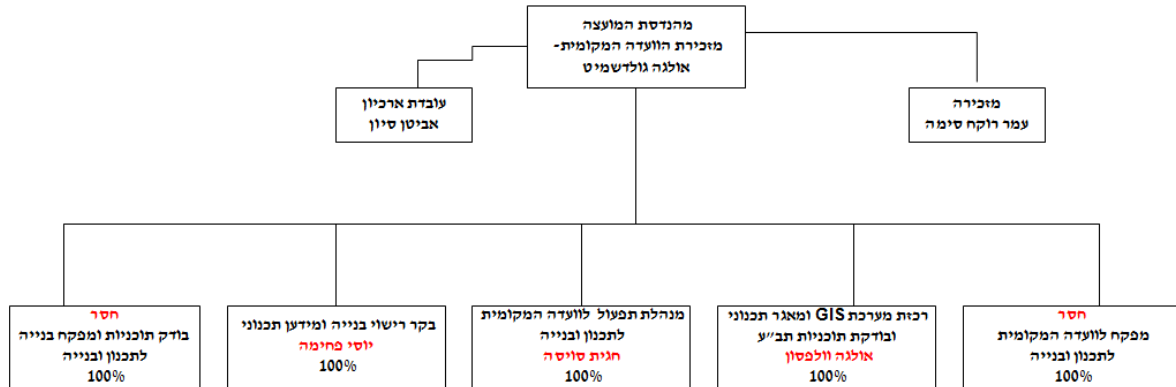 מהנדסת המועצה
מזכירת הוועדה המקומית-
אולגה גולדשמיט
מזכירה
עמר רוקח סימה
עובדת ארכיון
אביטן סיון
חסר
מפקח לוועדה המקומית
לתכנון ובנייה
100%
רכזת מערכת GIS ומאגר תכנוני
ובודקת תוכניות תב״ע
אולגה וולפסון
100%
מנהלת תפעול לוועדה המקומית
לתכנון ובנייה
חגית סויסה
100%
בקר רישוי בנייה ומידען תכנוני
יוסי פחימה
100%
חסר
בודק תוכניות ומפקח בנייה
לתכנון ובנייה
100%